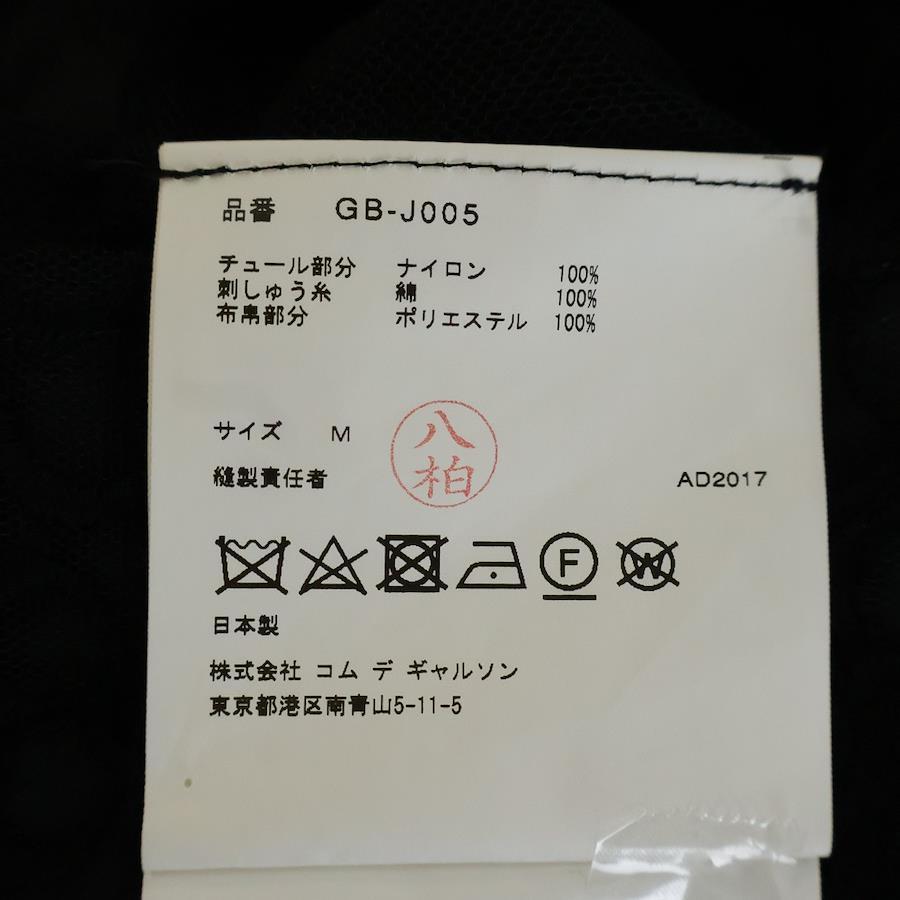 品番 GB-J005
チュール部分 ナイロン 100%
刺しゅう糸 綿 100%
布帛部分 ポリエステル 100%
サイズ M
八柏
縫製責任者 AD2017
F W
日本製
株式会社 コム デ ギャルソン
東京都港区南青山5-11-5